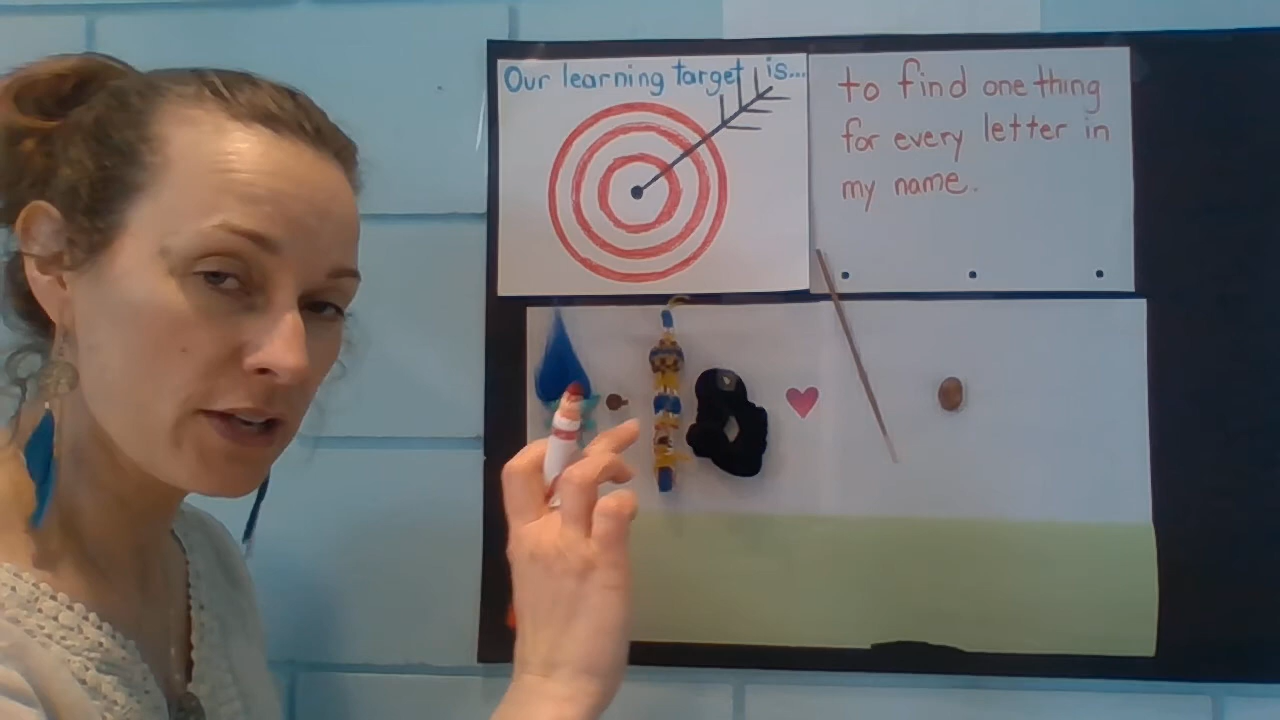 Our learning target is...
to find one thing
for every letter in
my name.